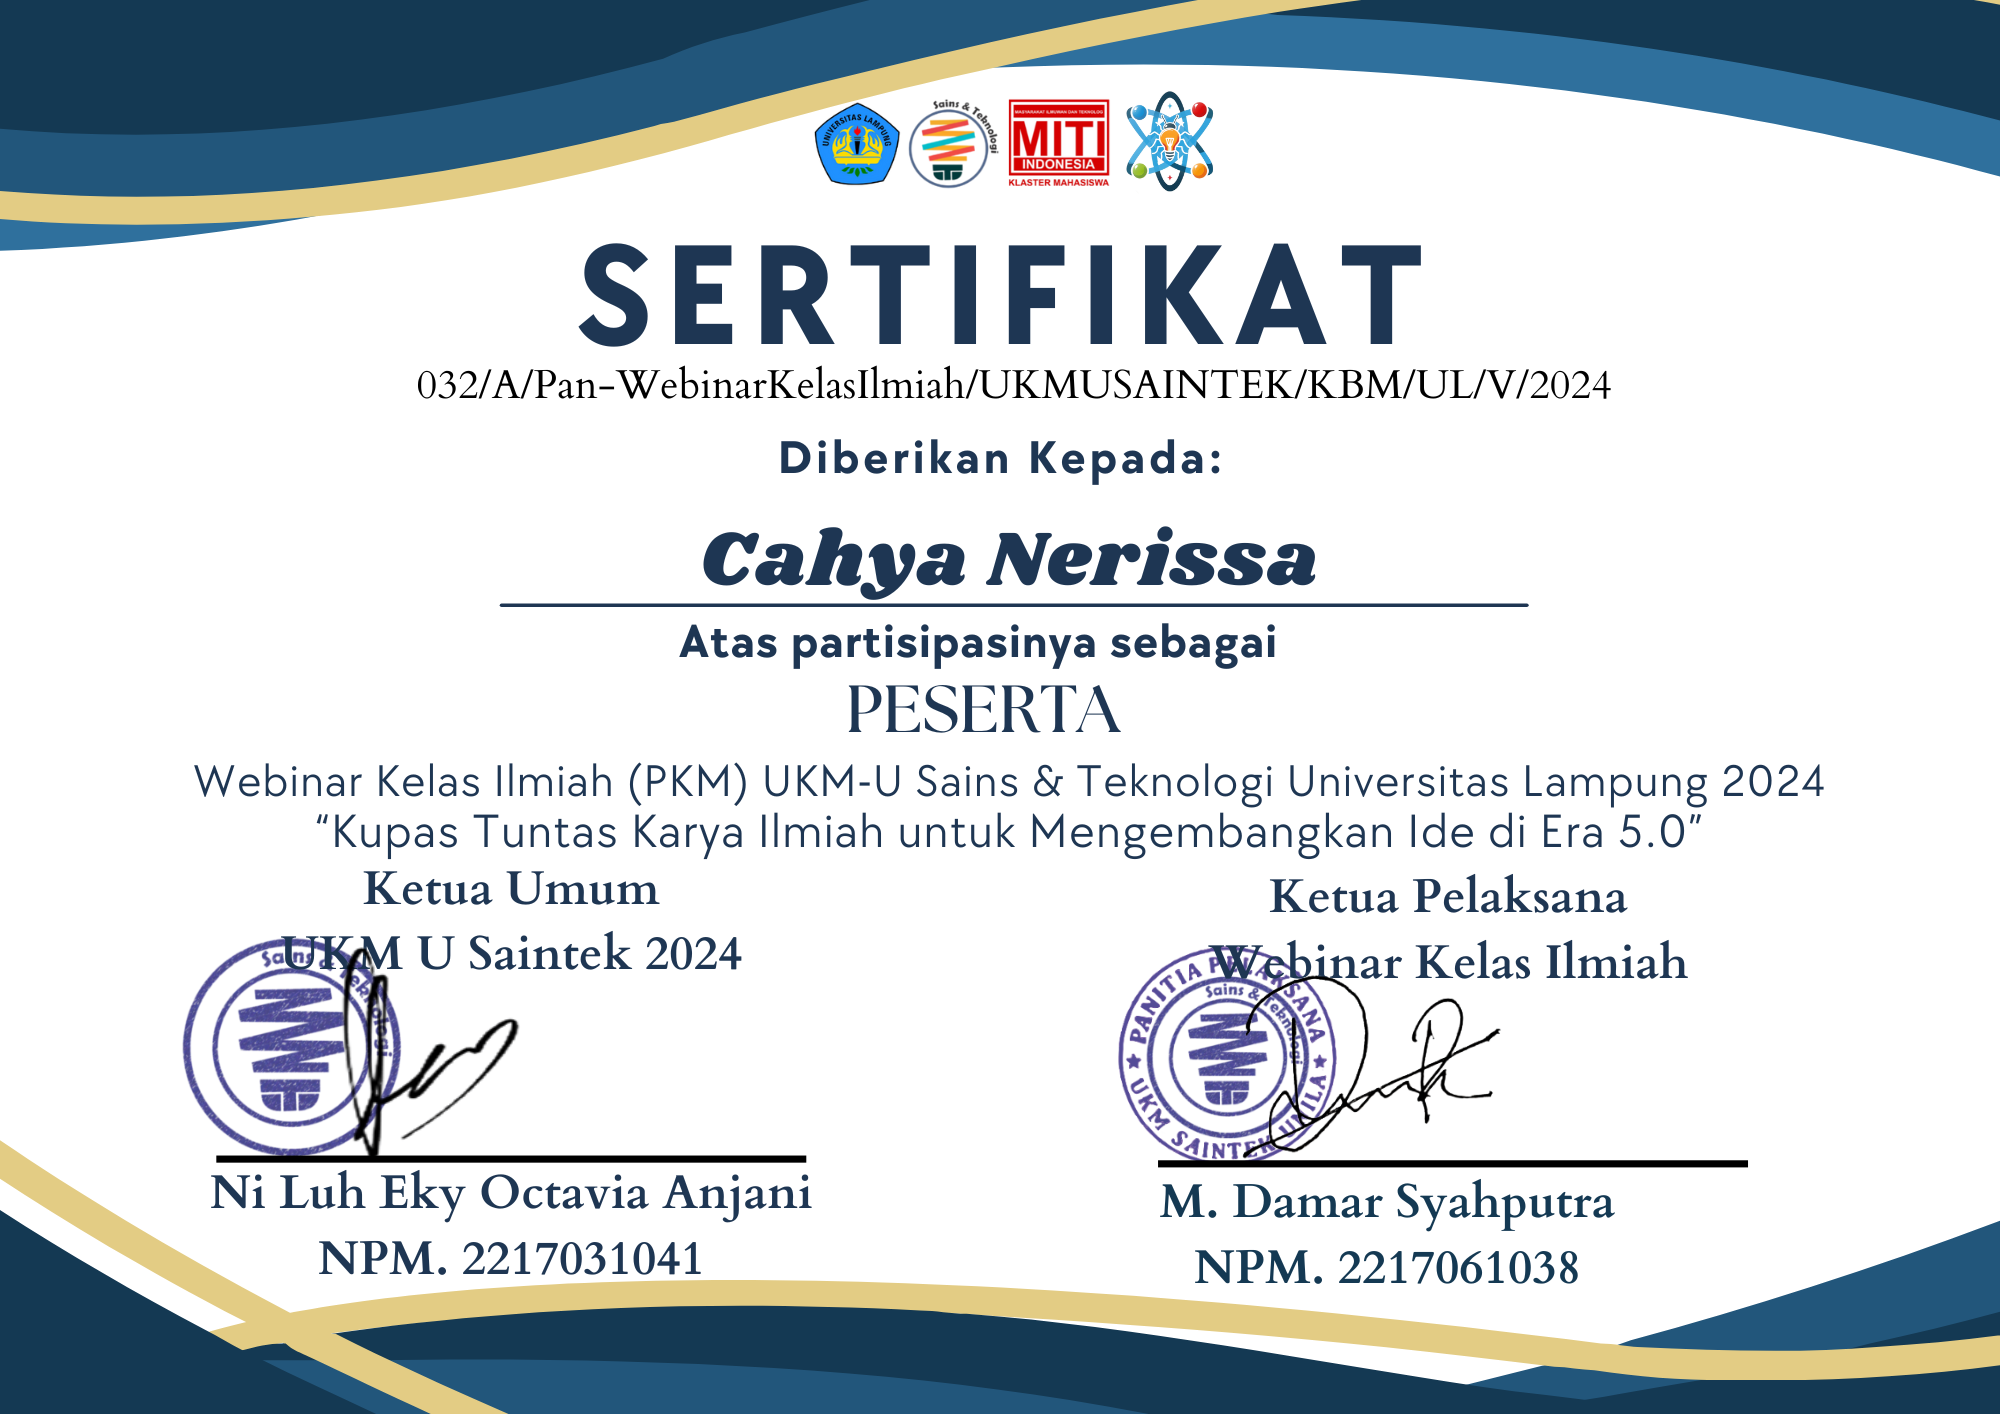 UNIVERSITAS LAMPUNG
Sains & Teknologi
MASYARAKAT ILMUWAN DAN TEKNOLOG
MITI
INDONESIA
KLASTER MAHASISWA
SERTIFIKAT
032/A/Pan-WebinarKelasIlmiah/UKMUSAINTEK/KBM/UL/V/2024
Diberikan Kepada:
Cahya Nerissa
Atas partisipasinya sebagai
PESERTA
Webinar Kelas Ilmiah (PKM) UKM-U Sains & Teknologi Universitas Lampung 2024
“Kupas Tuntas Karya Ilmiah untuk Mengembangkan Ide di Era 5.0”
Ketua Umum
UKM U Saintek 2024
Sains & Teknologi
Ni Luh Eky Octavia Anjani
NPM. 2217031041
Ketua Pelaksana
Webinar Kelas Ilmiah
PANITIA PELAKSANA
Sains & Teknologi
UKM SAINTEK UNILA
M. Damar Syahputra
NPM. 2217061038